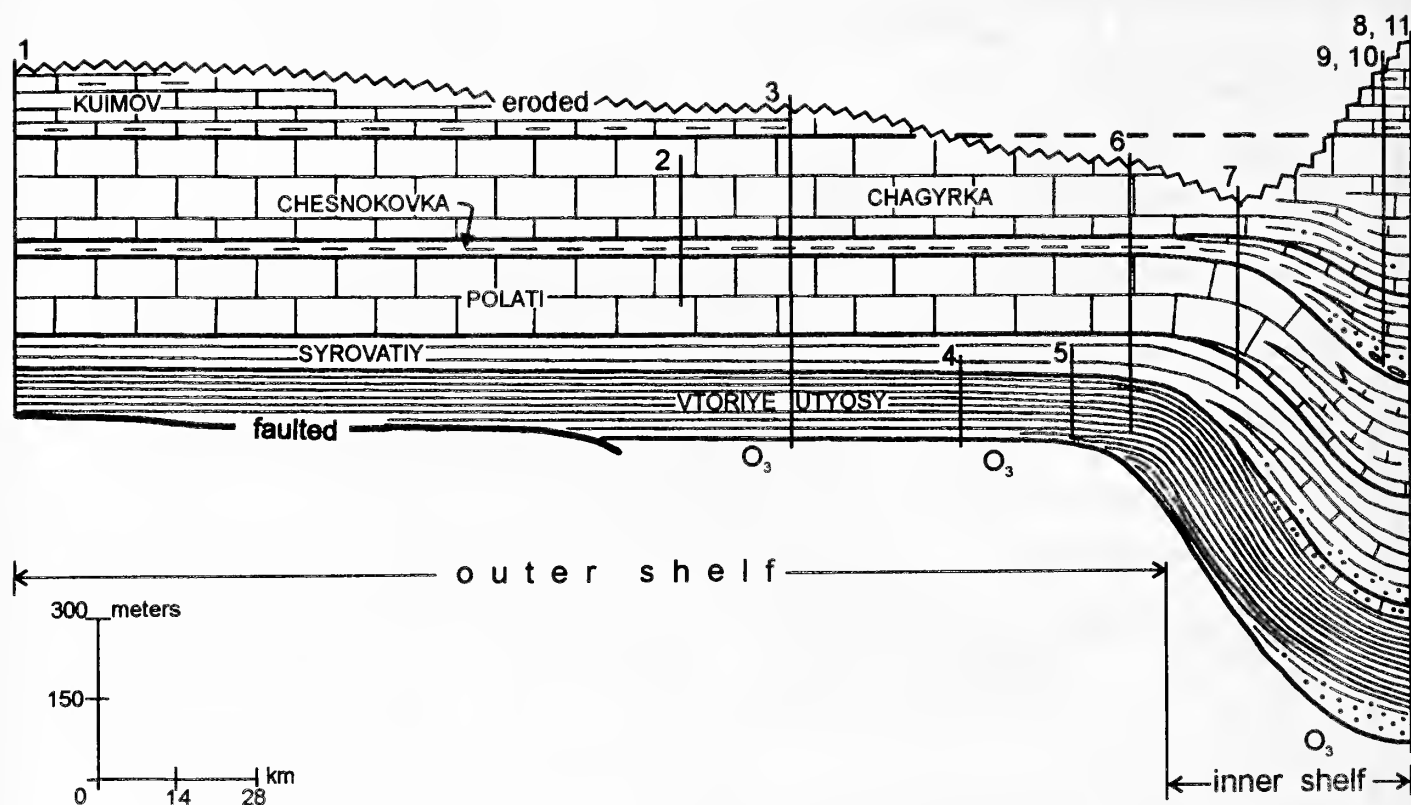 8, 11
1
9, 10
KUIMOV
eroded
3
6
2
7
CHESNOKOVKA
CHAGYRKA
POLATI
SYROVATIY
4
5
VTORIYE UTYOSY
faulted
O₃
O₃
outer shelf
300 meters
150
O₃
km
inner shelf
0
14
28